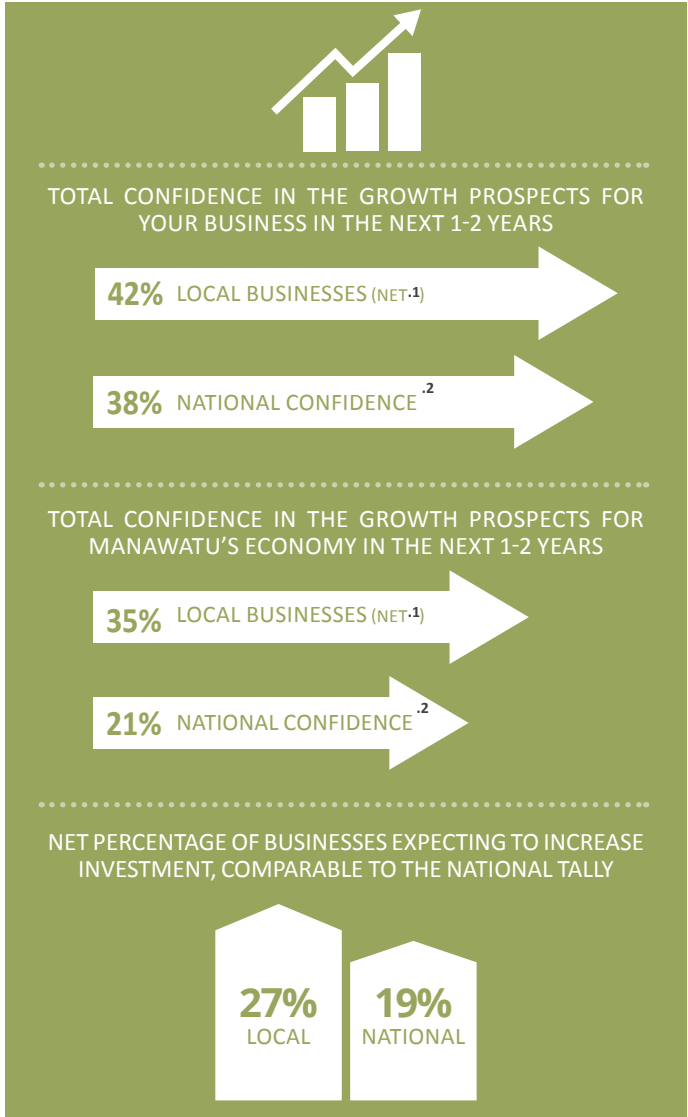 TOTAL CONFIDENCE IN THE GROWTH PROSPECTS FOR
YOUR BUSINESS IN THE NEXT 1-2 YEARS
42% LOCAL BUSINESSES (NET.1)
38% NATIONAL CONFIDENCE .2
TOTAL CONFIDENCE IN THE GROWTH PROSPECTS FOR
MANAWATU’S ECONOMY IN THE NEXT 1-2 YEARS
35% LOCAL BUSINESSES (NET.1)
21% NATIONAL CONFIDENCE .2
NET PERCENTAGE OF BUSINESSES EXPECTING TO INCREASE
INVESTMENT, COMPARABLE TO THE NATIONAL TALLY
27% 19%
LOCAL NATIONAL